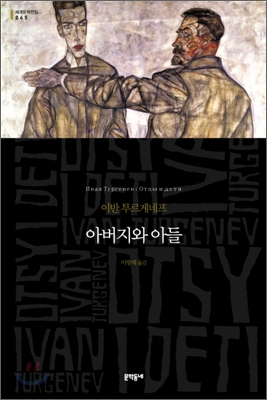 세계문학전집
045
Иван Тургенев : Отцы и дети
이반 투르게네프
아버지와 아들
이항재 옮김
OTSY I DETI
IVAN
TURGENEV
OTSY I
DETI
IVAN
TURGENEV
문학동네